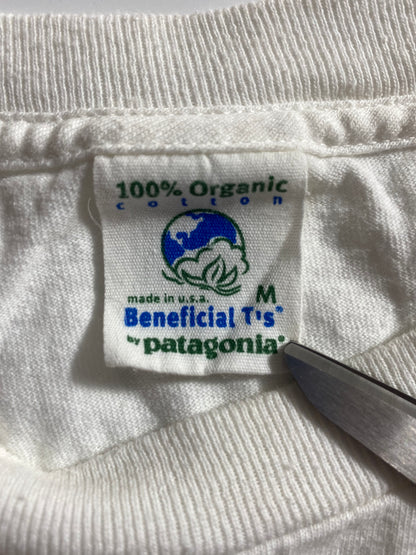 100% Organic
cotton
made in u.s.a. M
Beneficial T's®
by patagonia®